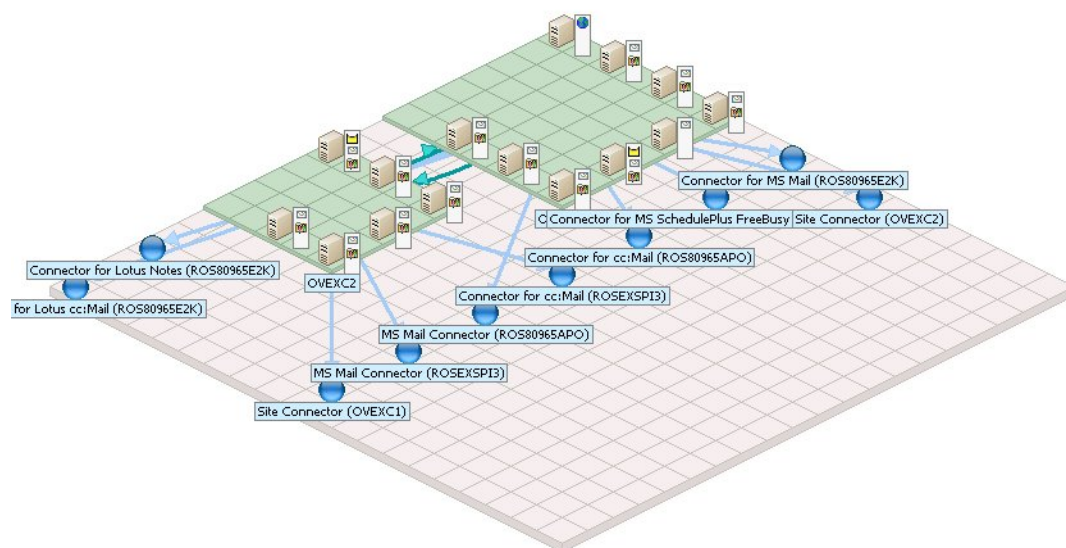 Connector for MS Mail (ROS80965E2K)
C
Connector for MS SchedulePlus FreeBusy
Site Connector (OVEXC2)
Connector for cc:Mail (ROS80965APO)
Connector for Lotus Notes (ROS80965E2K)
OVEXC2
Connector for cc:Mail (ROSEXSPI3)
for Lotus cc:Mail (ROS80965E2K)
MS Mail Connector (ROS80965APO)
MS Mail Connector (ROSEXSPI3)
Site Connector (OVEXC1)